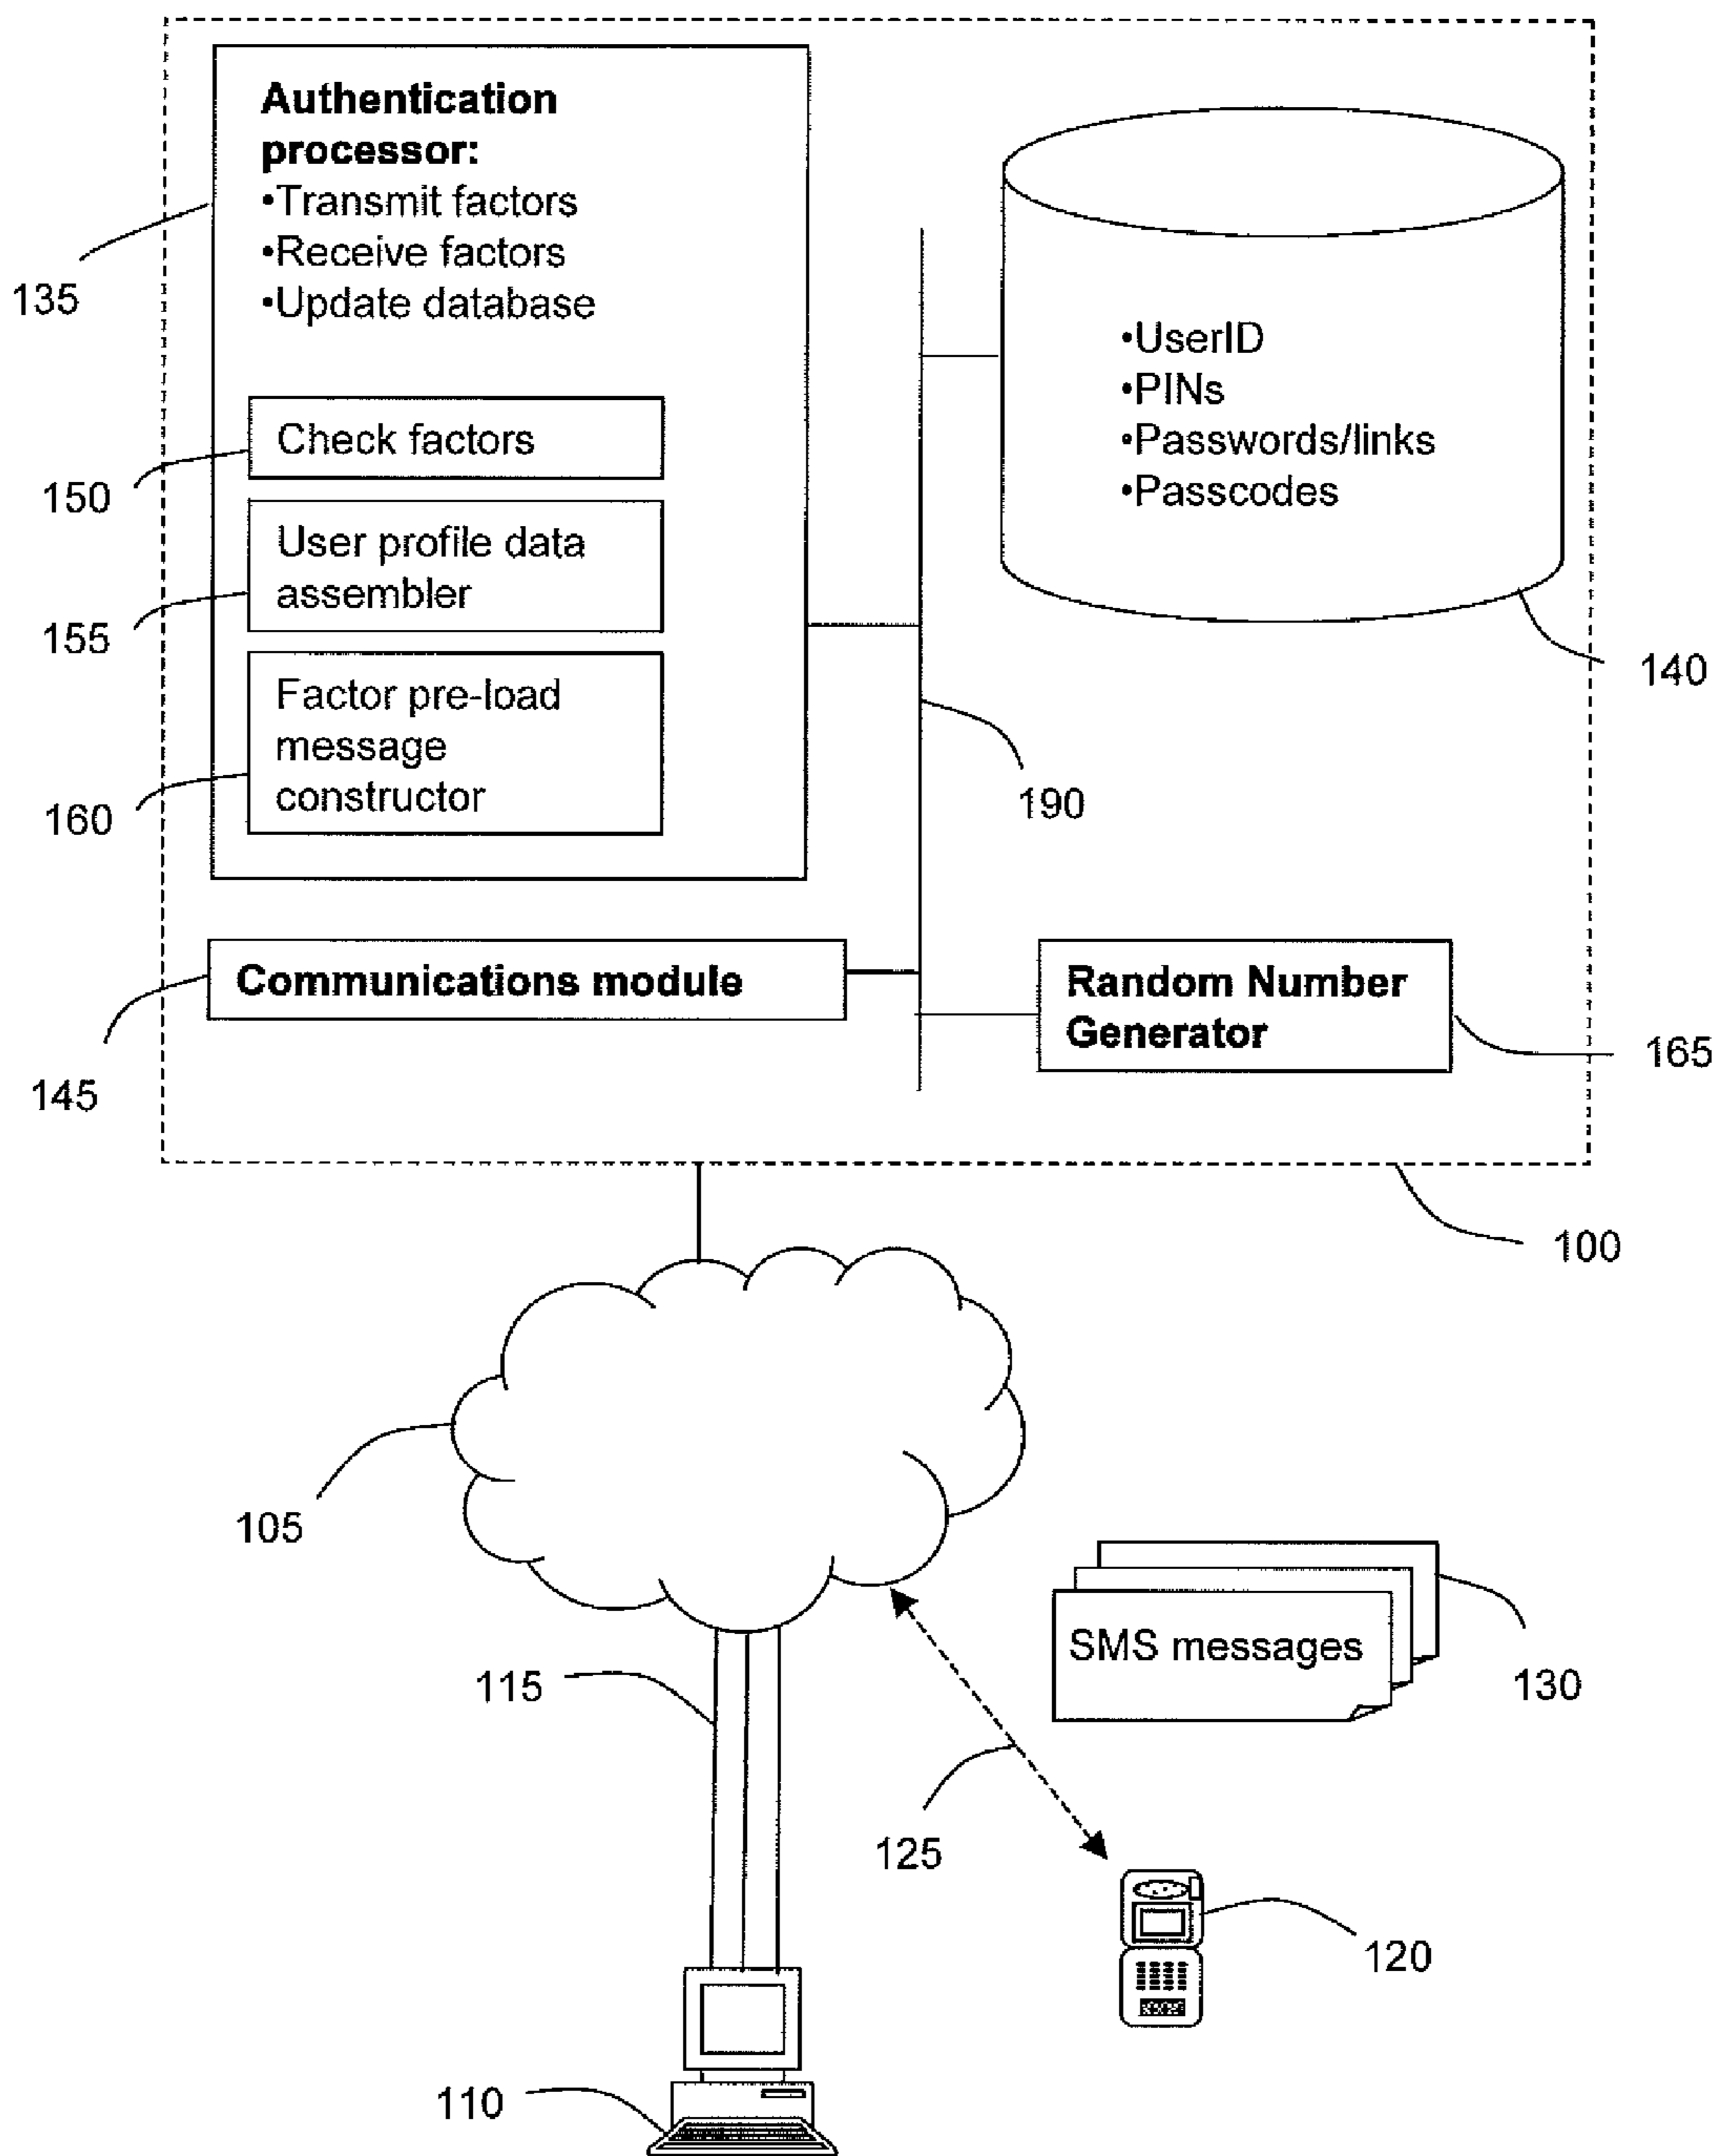 Authentication
processor:
•Transmit factors
•Receive factors
•Update database
135
•UserID
•PINs
•Passwords/links
•Passcodes
Check factors
150
User profile data
assembler
155
140
Factor pre-load
message
constructor
160
190
Communications module
145
Random Number
Generator
165
100
105
SMS messages
130
115
125
120
110